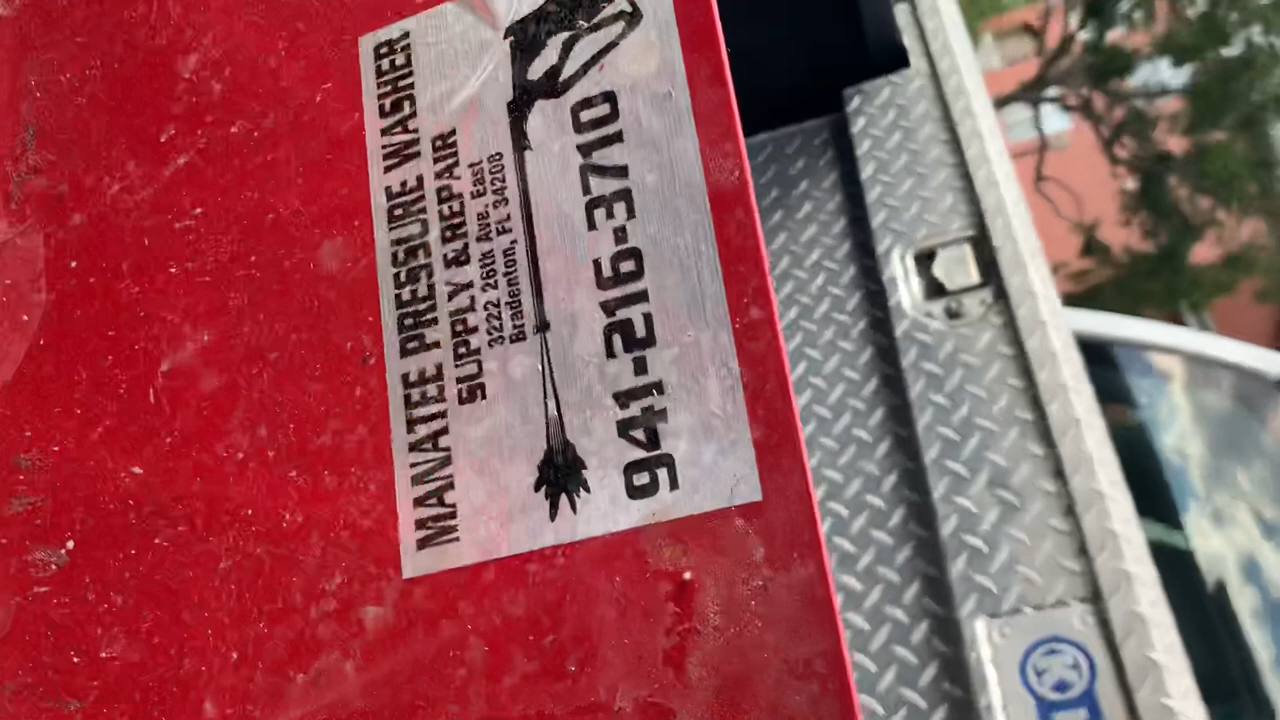 MANATEE PRESSURE WASHER
SUPPLY & REPAIR
3222 26th Ave. East
Bradenton, FL 34208
941-216-3710
K